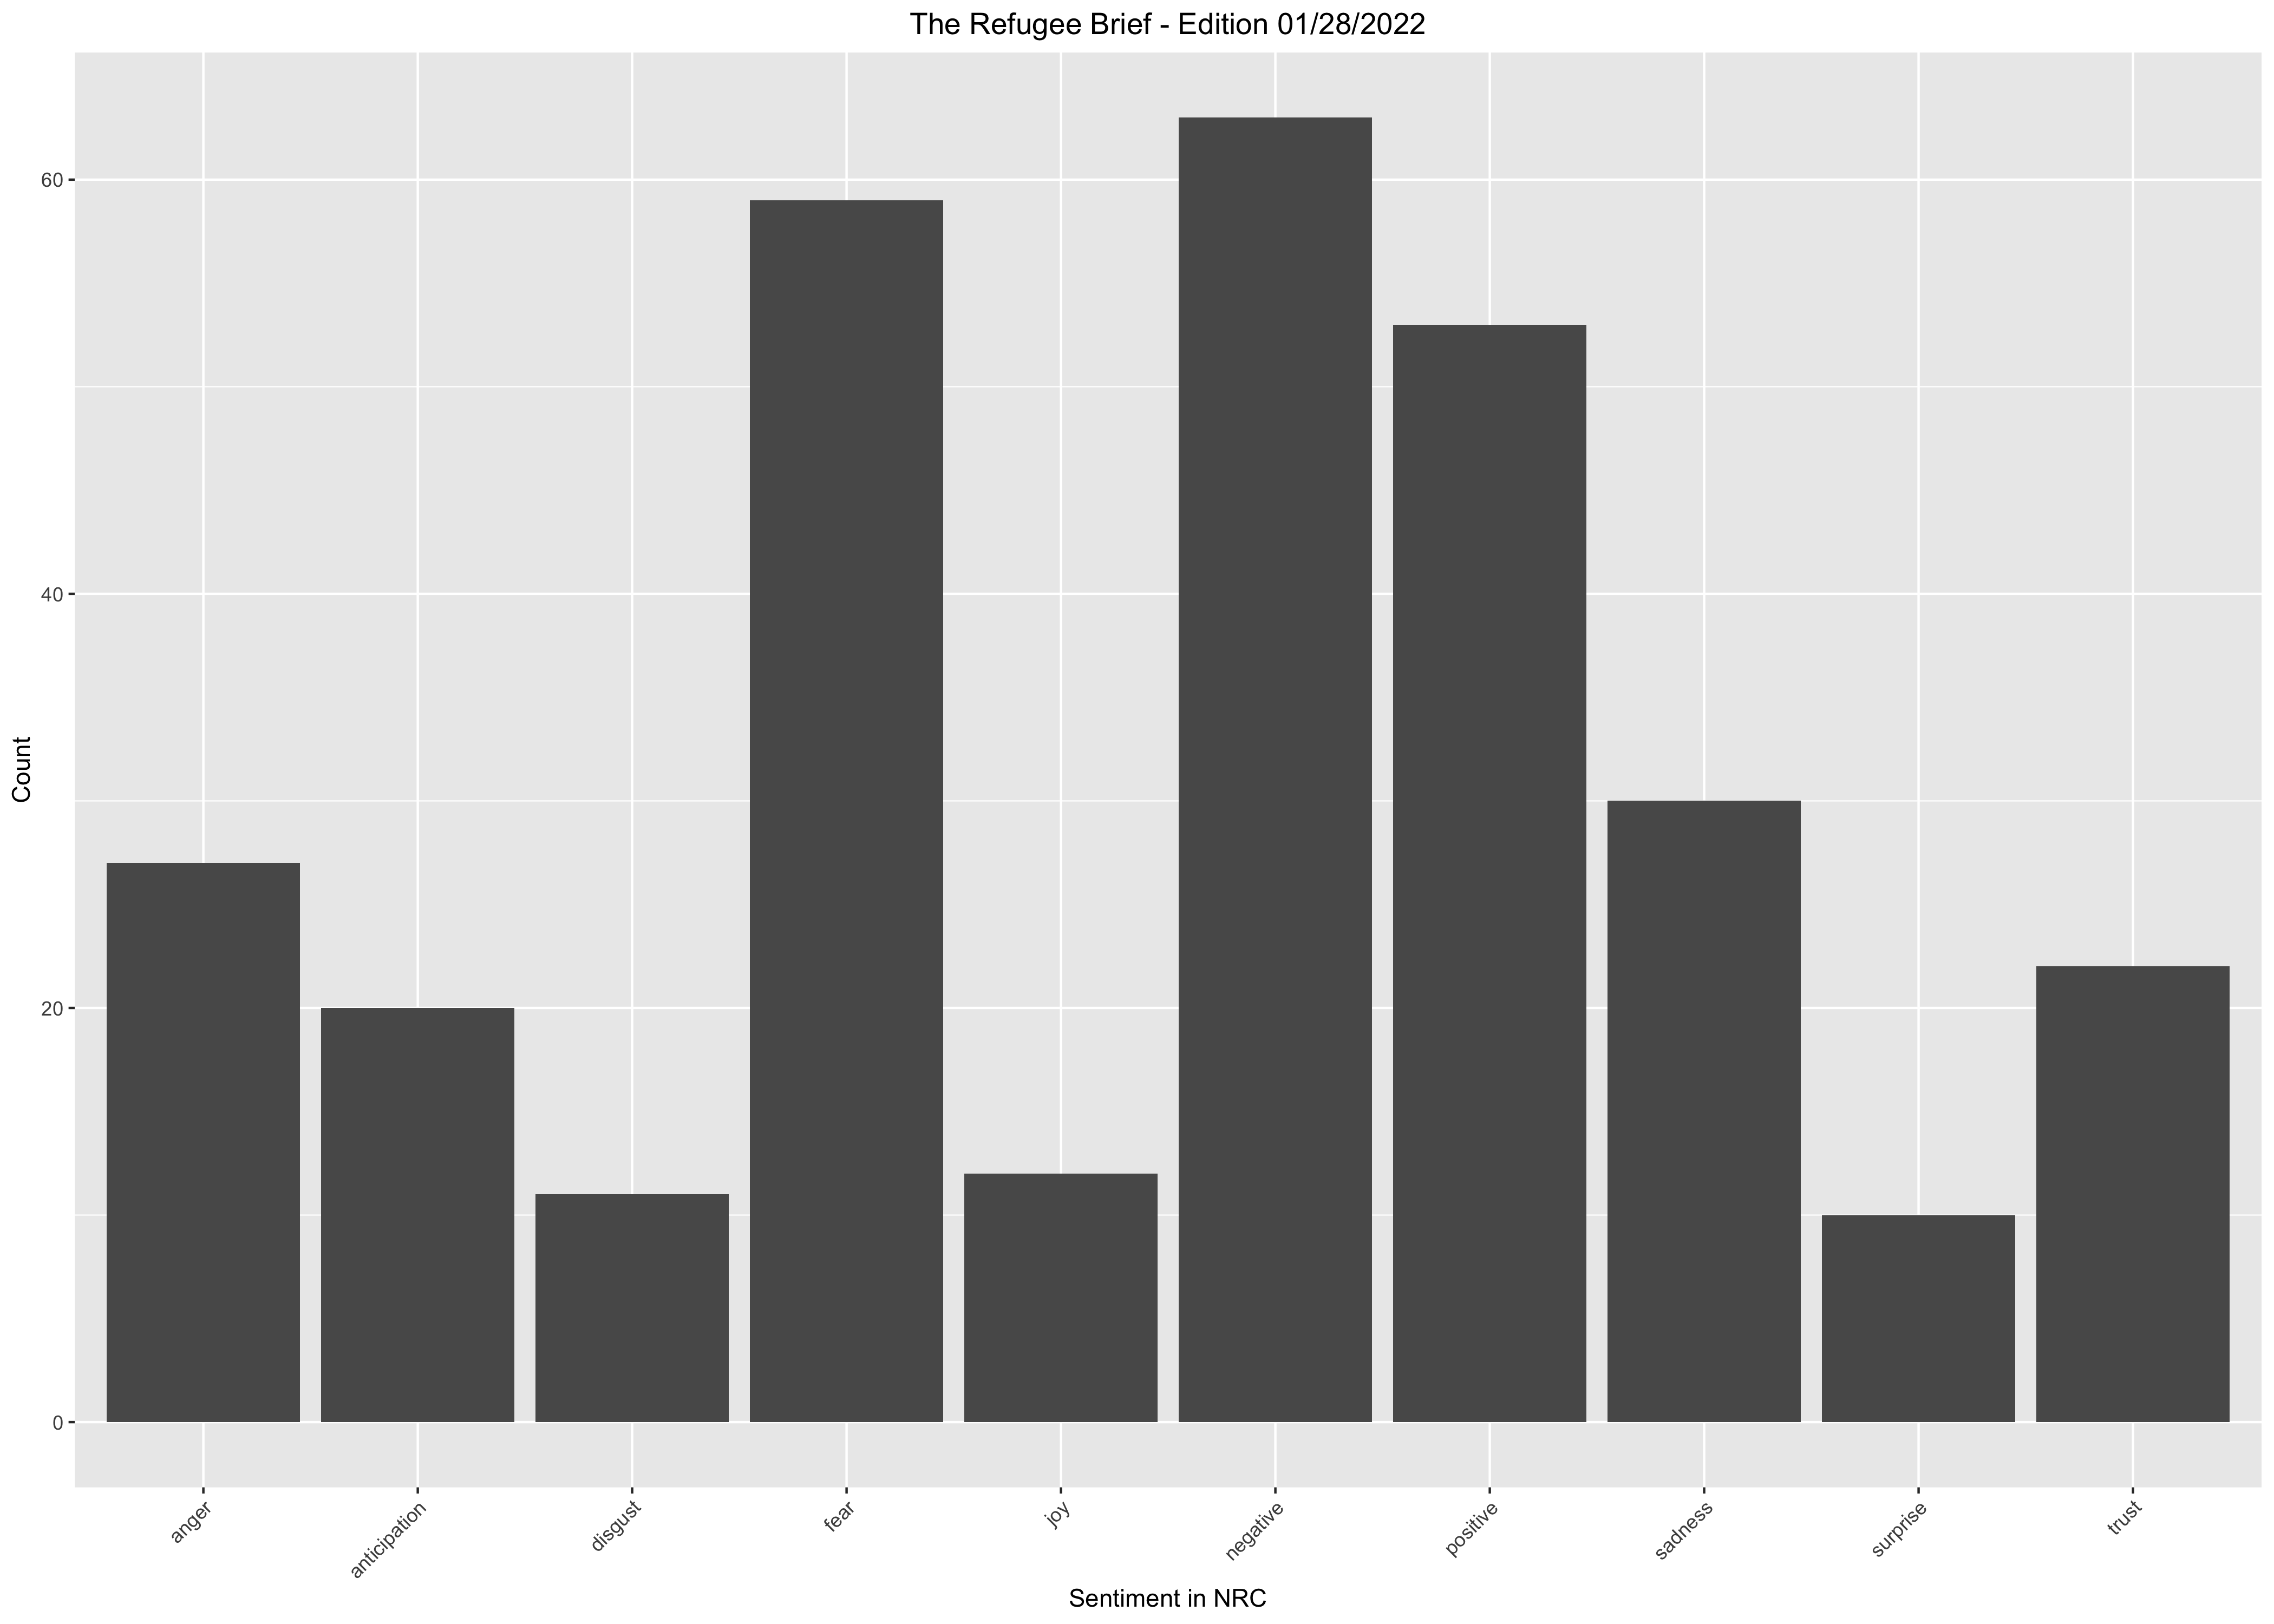 The Refugee Brief - Edition 01/28/2022
Count
60
40
20
0
anger
anticipation
disgust
fear
joy
negative
positive
sadness
surprise
trust
Sentiment in NRC